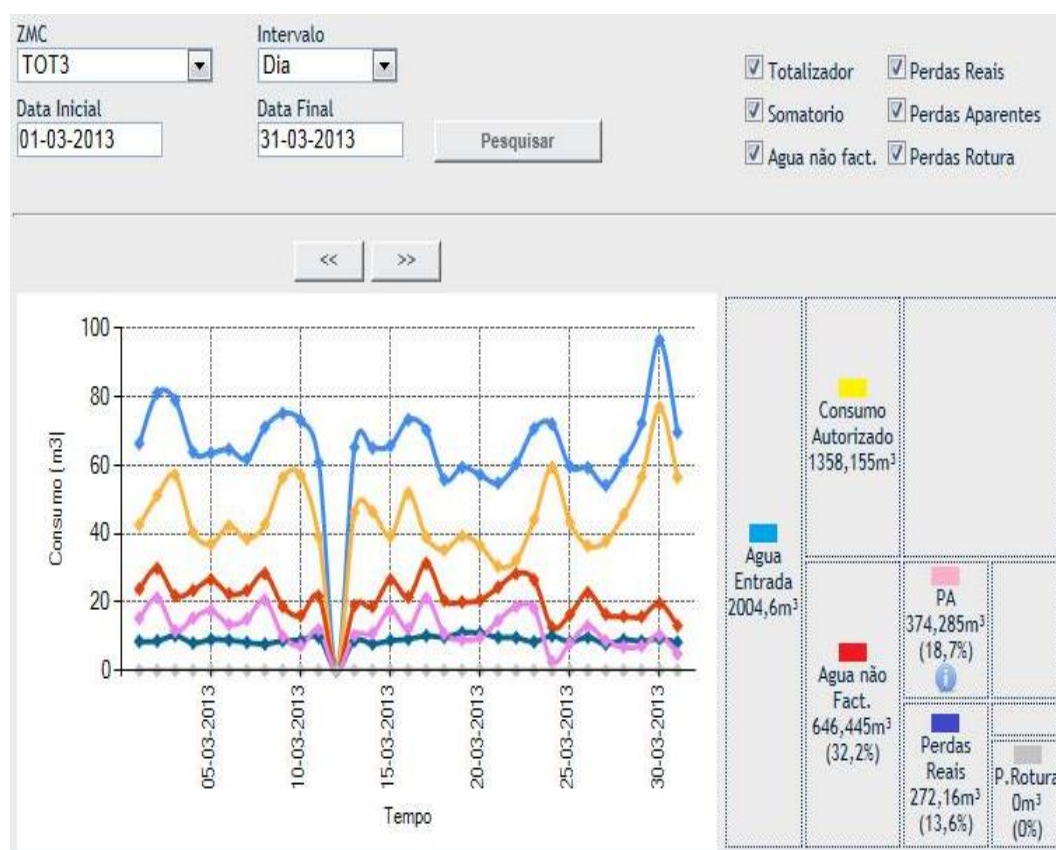 ZMC
TOT3
Intervalo
Dia
Data Inicial
01-03-2013
Data Final
31-03-2013
Pesquisar
Totalizador
Perdas Reais
Somatorio
Perdas Aparentes
Agua não fact.
Perdas Rotura
<<
>>
Consumo ( m3)
100
80
60
40
20
0
05-03-2013
10-03-2013
15-03-2013
20-03-2013
25-03-2013
30-03-2013
Tempo
Agua
Entrada
2004,6m³
Consumo
Autorizado
1358,155m³
Agua não
Fact.
646,445m³
(32,2%)
PA
374,285m³
(18,7%)
i
Perdas
Reais
272,16m³
(13,6%)
P.Rotura
0m³
(0%)